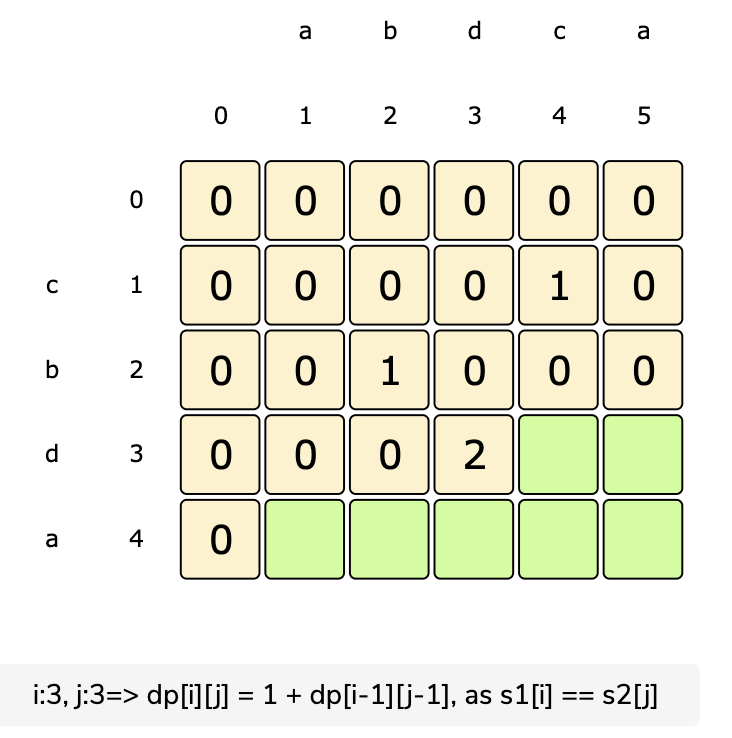 a b d c a
0 1 2 3 4 5
0 0 0 0 0 0 0
c 1 0 0 0 0 1 0
b 2 0 0 1 0 0 0
d 3 0 0 0 2
a 4 0
i:3, j:3=> dp[i][j] = 1 + dp[i-1][j-1], as s1[i] == s2[j]